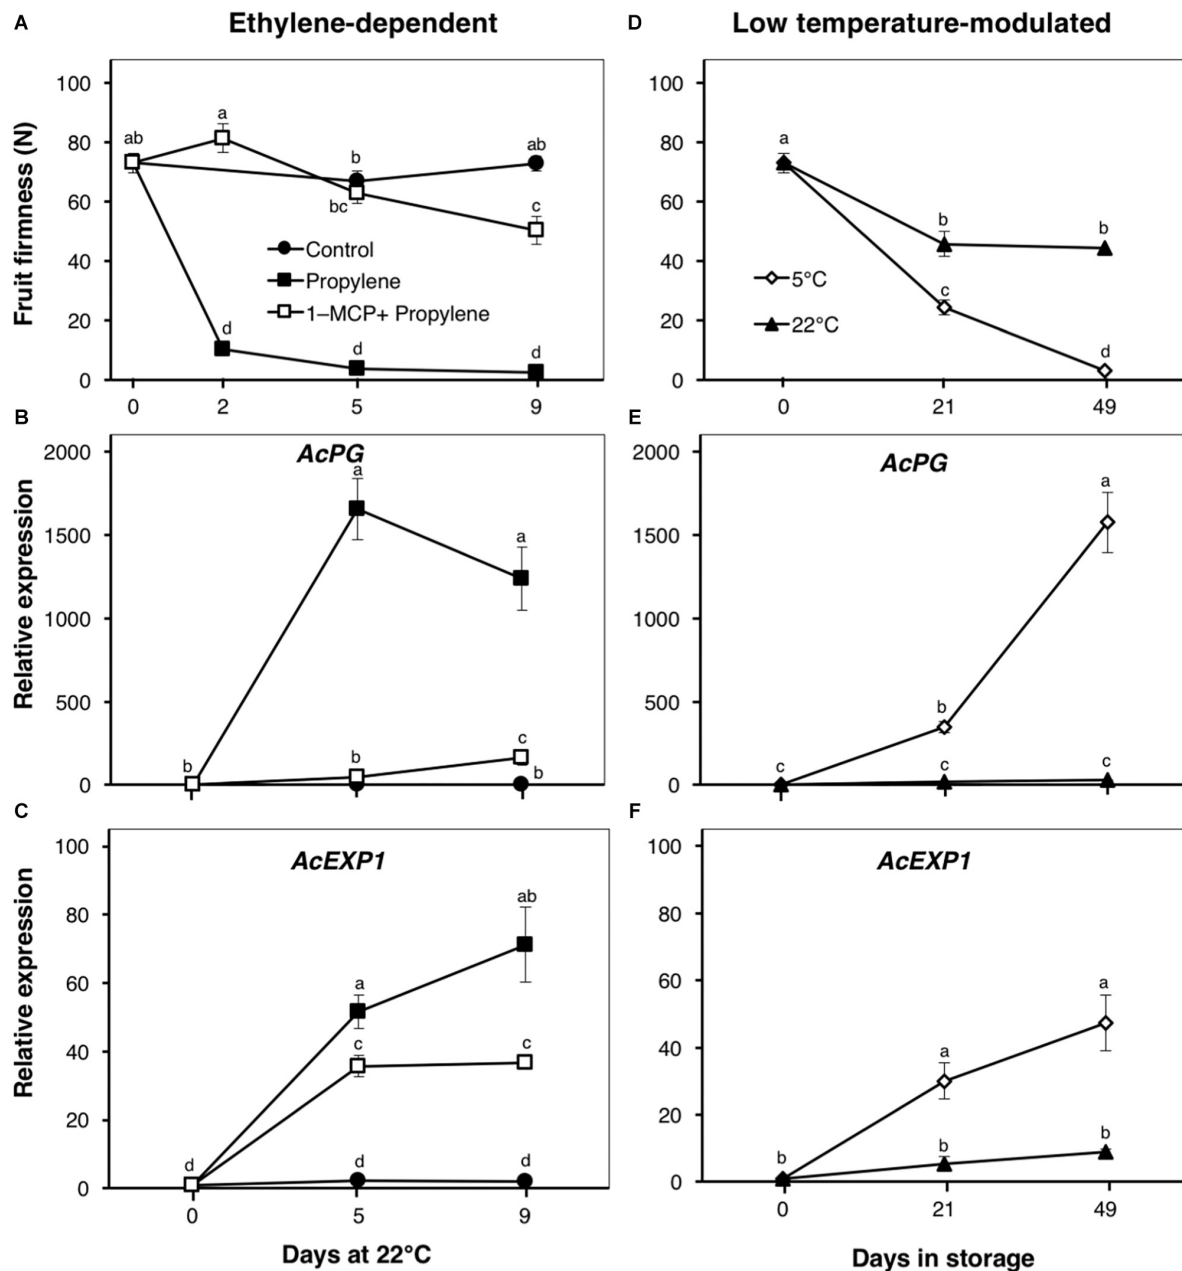 A Ethylene-dependent
Fruit firmness (N)
100
80
60
40
20
0
ab
a
b
ab
bc
c
d
d
d
Control
Propylene
1–MCP+ Propylene
0 2 5 9
D Low temperature-modulated
100
80
60
40
20
0
a
b
b
c
d
5°C
22°C
0 21 49
B
AcPG
Relative expression
2000
1500
1000
500
0
a
a
b
b
c
b
E
AcPG
2000
1500
1000
500
0
a
b
c
c
c
C
AcEXP1
Relative expression
100
80
60
40
20
0
ab
a
c
c
d
d
d
0 5 9
Days at 22°C
F
AcEXP1
100
80
60
40
20
0
a
a
b
b
b
0 21 49
Days in storage